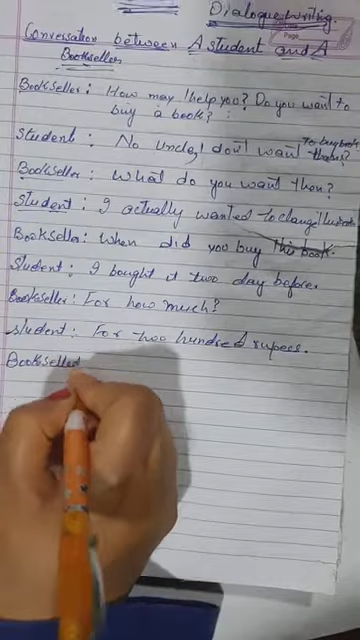 Dialogue writing.
Page
Conversation between A student and A
Bookseller
Bookseller: How may I help you? Do you want to
buy a book? :
Student: No Uncle, I don't want to buy book
Bookseller: What do you want then?
Student: I actually wanted to change
Bookseller: When did you buy this book.
Student: I bought it two day before.
Bookseller: For how much?
Student: For two hundred rupees.
Bookseller